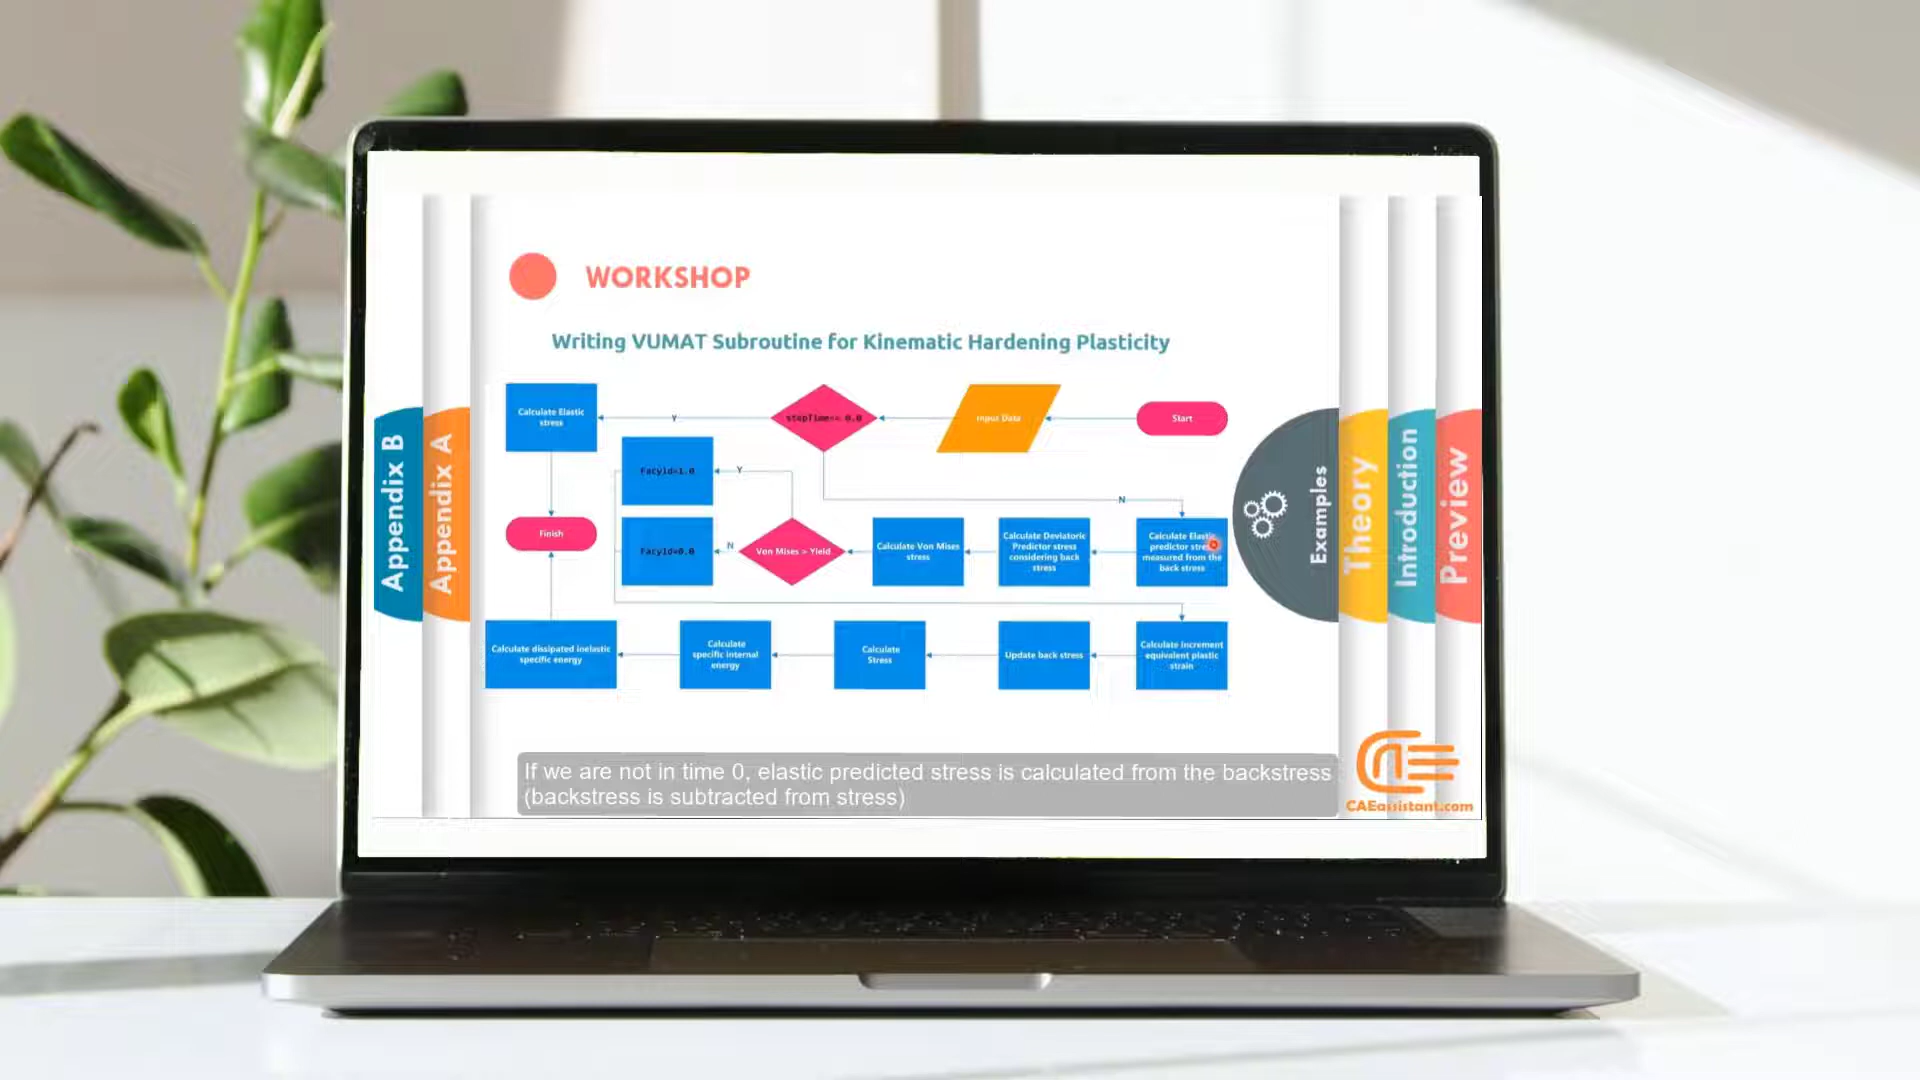 WORKSHOP
Writing VUMAT Subroutine for Kinematic Hardening Plasticity
Calculate Elastic
stress
Y
stepTime<= 0.0
Input Data
Start
Facyld=1.0
Y
N
Finish
Facyld=0.0
N
Von Mises > Yield
Calculate Von Mises
stress
Calculate Deviatoric
Predictor stress
considering back
stress
Calculate Elastic
predictor stress
measured from the
back stress
Calculate dissipated inelastic
specific energy
Calculate
specific internal
energy
Calculate
Stress
Update back stress
Calculate Increment
equivalent plastic
strain
Appendix B
Appendix A
Examples
Theory
Introduction
Preview
If we are not in time 0, elastic predicted stress is calculated from the backstress
(backstress is subtracted from stress)
CAEassistant.com